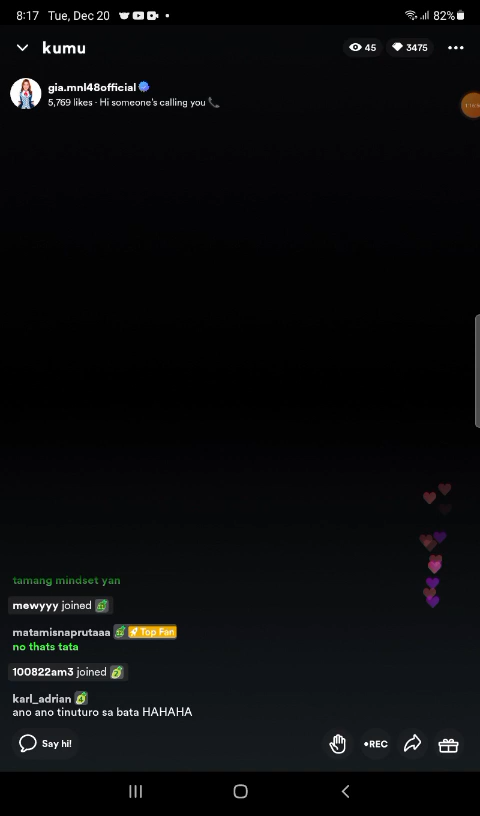 8:17 Tue, Dec 20 82%
kumu 45 3475
gia.mnl48official
5,769 likes · Hi someone's calling you
tamang mindset yan
mewyyy joined
matamisnaprutaaa Top Fan
no thats tata
100822am3 joined
karl_adrian
ano ano tinuturo sa bata HAHAHA
Say hi! •REC